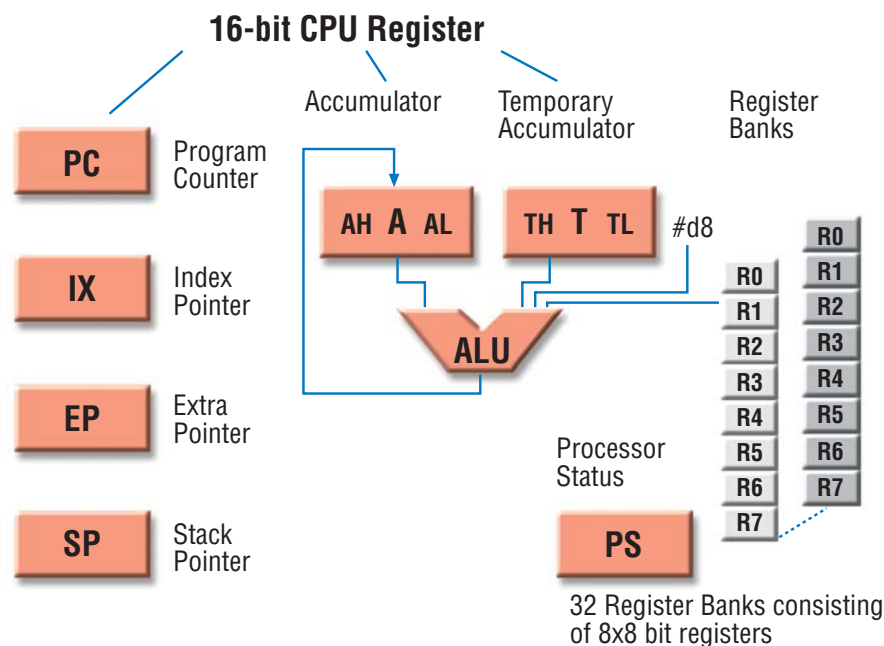 16-bit CPU Register
Accumulator
Temporary
Accumulator
Register
Banks
PC
Program
Counter
AH A AL
TH T TL
#d8
IX
Index
Pointer
ALU
EP
Extra
Pointer
SP
Stack
Pointer
Processor
Status
PS
R0
R1
R2
R3
R4
R5
R6
R7
R0
R1
R2
R3
R4
R5
R6
R7
32 Register Banks consisting
of 8x8 bit registers